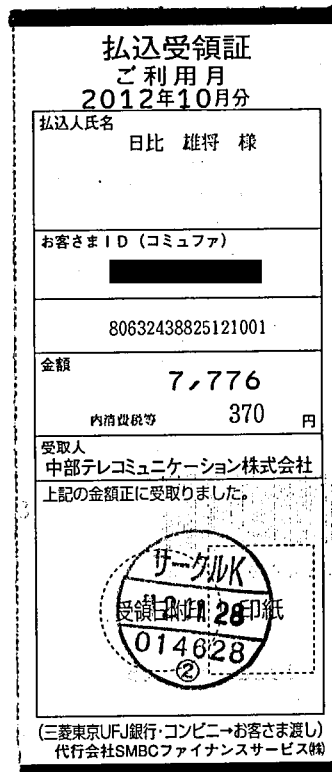 払込受領証
ご利用月
2012年10月分
払込人氏名
日比 雄将 様
お客さまID(コミュファ)
80632438825121001
金額
7,776
内消費税等 370 円
受取人
中部テレコミュニケーション株式会社
上記の金額正に受取りました。
サークルK
受領日附印 印紙
28
014628
②
(三菱東京UFJ銀行・コンビニ→お客さま渡し)
代行会社SMBCファイナンスサービス㈱